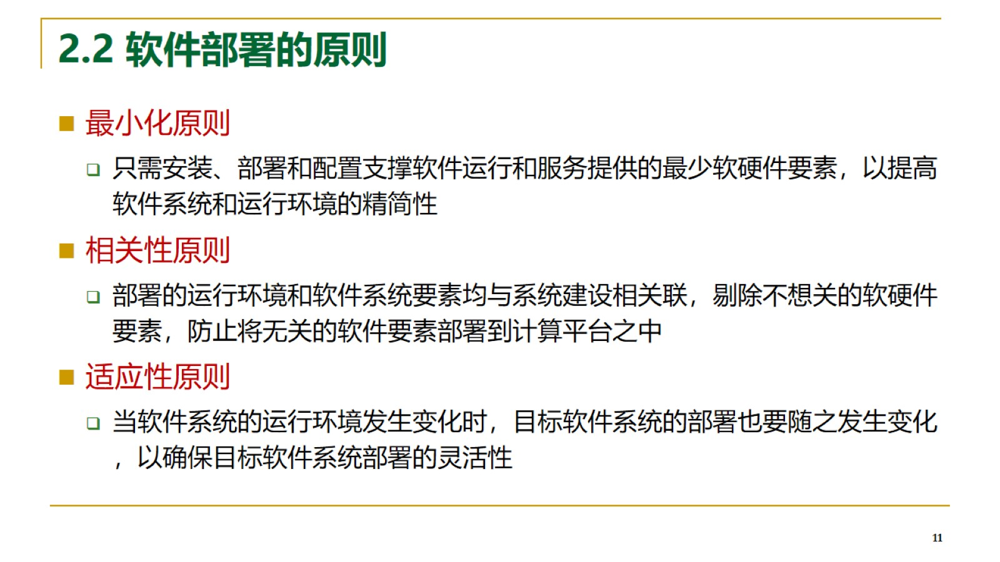 2.2 软件部署的原则
最小化原则
只需安装、部署和配置支撑软件运行和服务提供的最少软硬件要素，以提高
软件系统和运行环境的精简性
相关性原则
部署的运行环境和软件系统要素均与系统建设相关联，剔除不想关的软硬件
要素，防止将无关的软件要素部署到计算平台之中
适应性原则
当软件系统的运行环境发生变化时，目标软件系统的部署也要随之发生变化
，以确保目标软件系统部署的灵活性
11